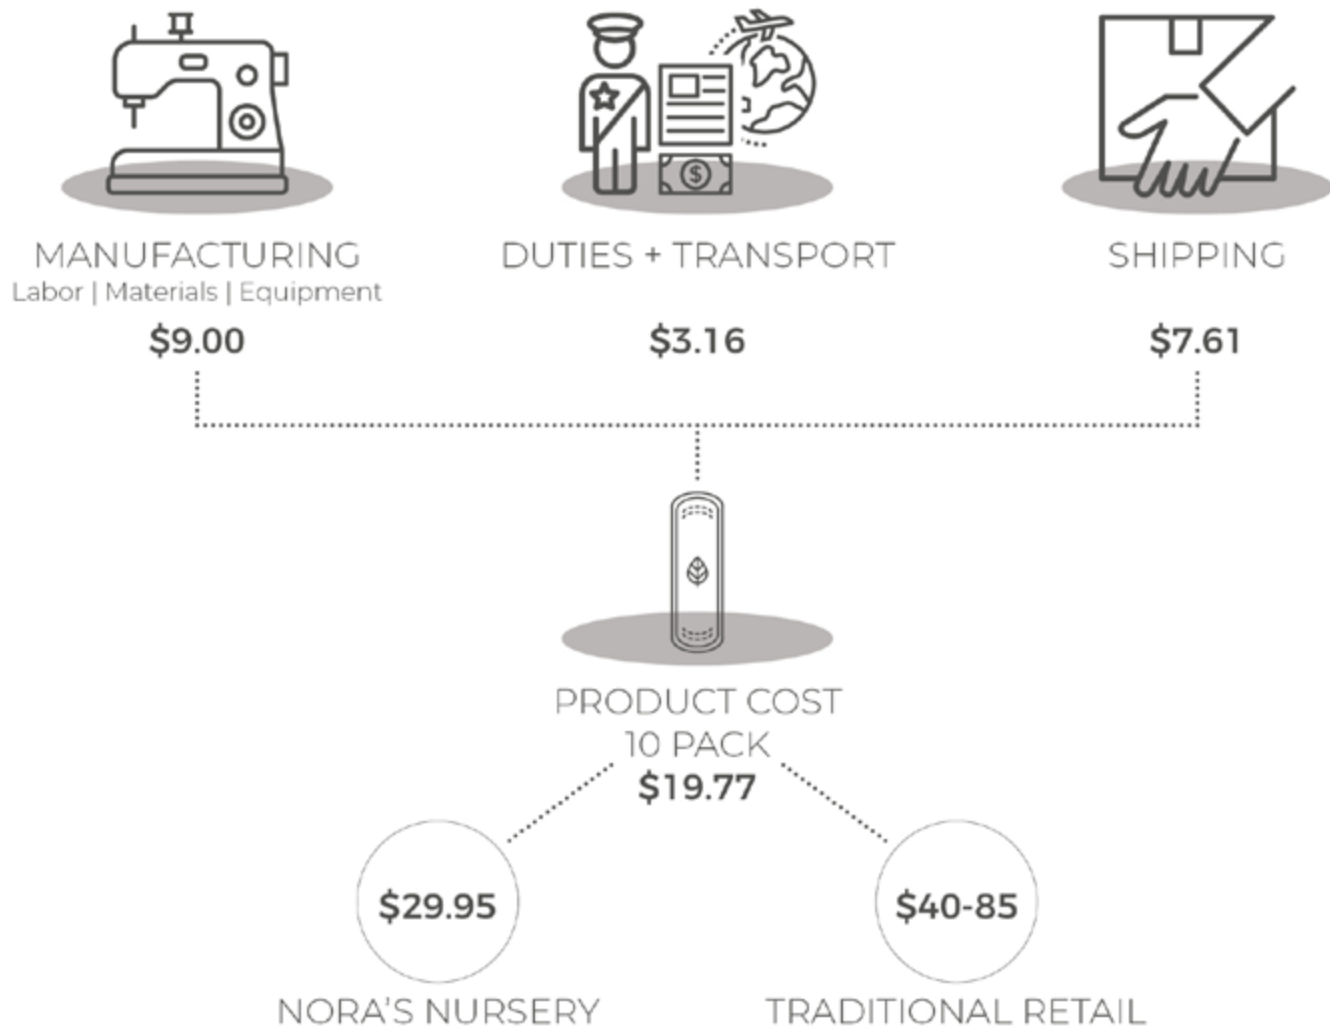 MANUFACTURING
Labor | Materials | Equipment
$9.00
DUTIES + TRANSPORT
$3.16
SHIPPING
$7.61
PRODUCT COST
10 PACK
$19.77
$29.95
NORA'S NURSERY
$40-85
TRADITIONAL RETAIL